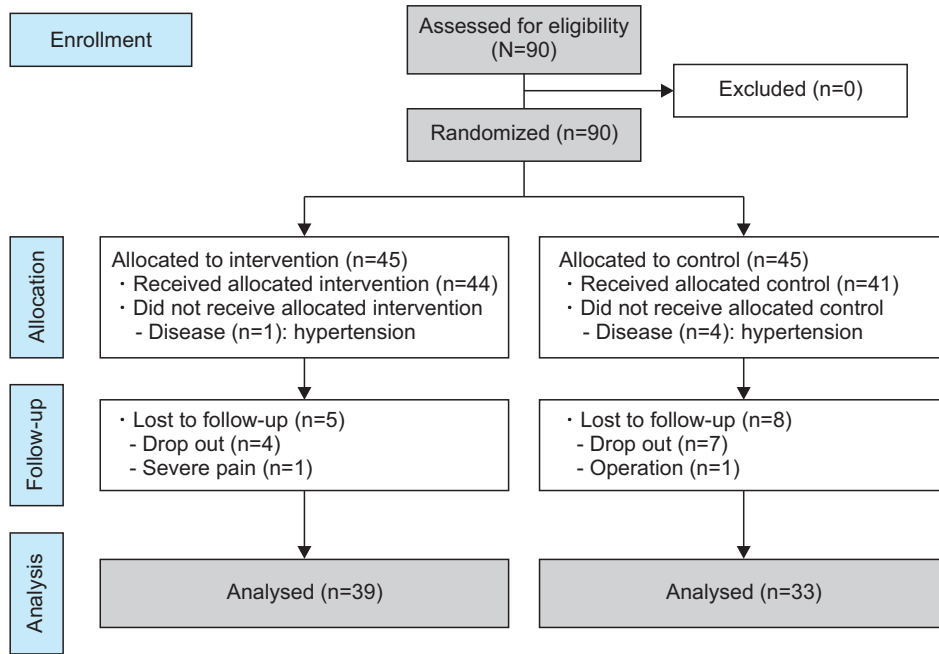 Enrollment
Assessed for eligibility
(N=90)
Excluded (n=0)
Randomized (n=90)
Allocation
Allocated to intervention (n=45)
· Received allocated intervention (n=44)
· Did not receive allocated intervention
- Disease (n=1): hypertension
Allocated to control (n=45)
· Received allocated control (n=41)
· Did not receive allocated control
- Disease (n=4): hypertension
Follow-up
· Lost to follow-up (n=5)
- Drop out (n=4)
- Severe pain (n=1)
· Lost to follow-up (n=8)
- Drop out (n=7)
- Operation (n=1)
Analysis
Analysed (n=39)
Analysed (n=33)